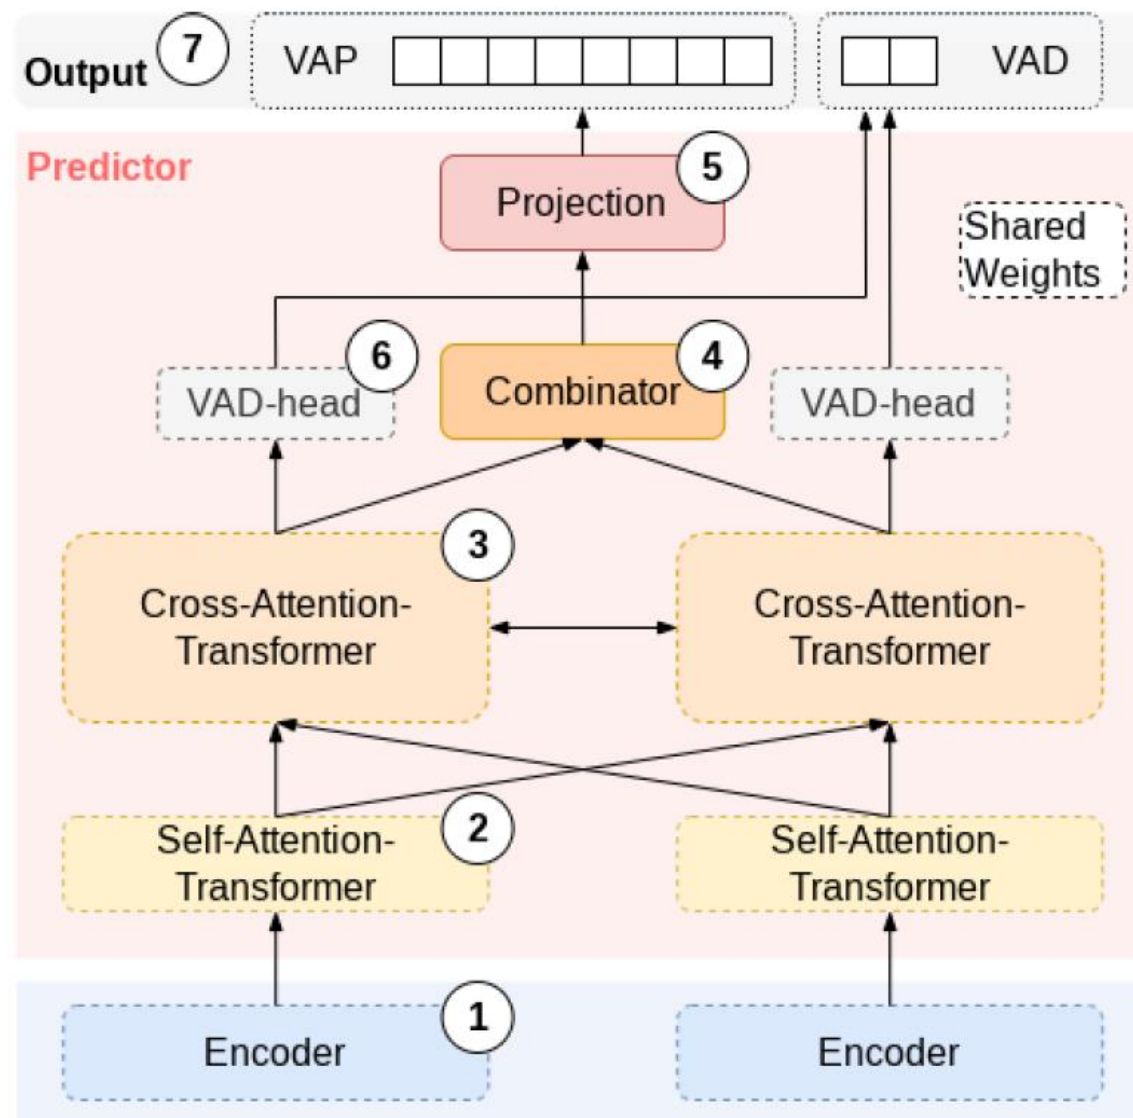 Output
7
VAP
VAD
Predictor
5
Projection
Shared
Weights
6
4
VAD-head
Combinator
VAD-head
3
Cross-Attention-
Transformer
Cross-Attention-
Transformer
2
Self-Attention-
Transformer
Self-Attention-
Transformer
1
Encoder
Encoder